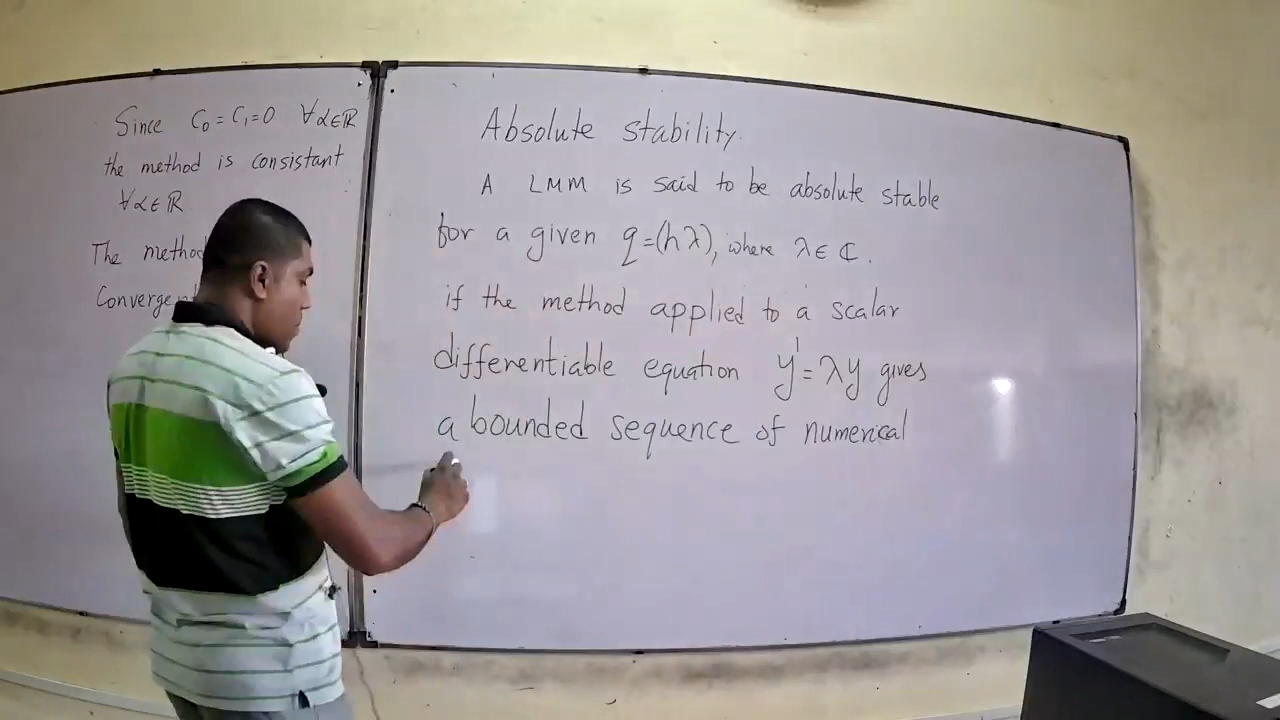 Since C₀ = C₁ = 0 ∀α∈ℝ
the method is consistant
∀α∈ℝ
The method
Converge
Absolute stability.
A LMM is said to be absolute stable
for a given q=(hλ), where λ∈ ℂ.
if the method applied to a scalar
differentiable equation y' = λy gives
a bounded sequence of numerical